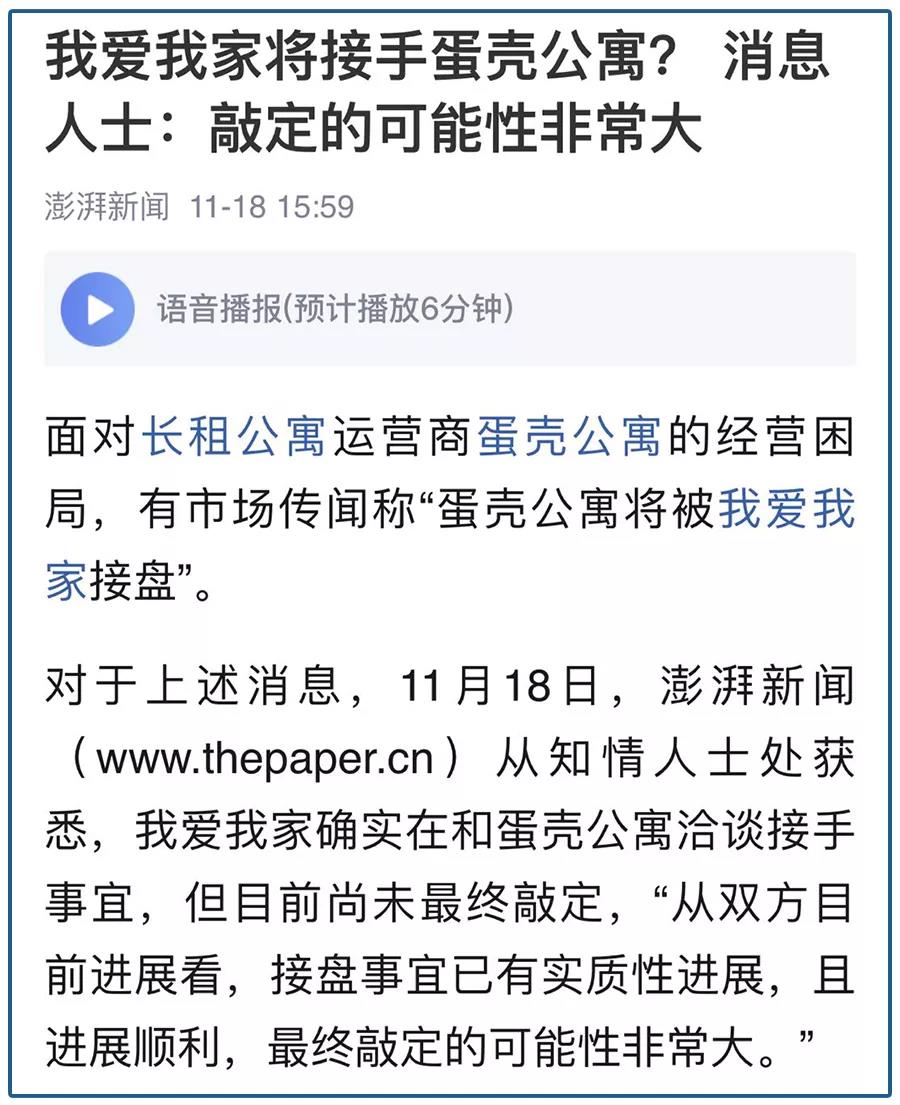 我爱我家将接手蛋壳公寓？ 消息
人士：敲定的可能性非常大
澎湃新闻 11-18 15:59
语音播报(预计播放6分钟)
面对长租公寓运营商蛋壳公寓的经营困
局，有市场传闻称“蛋壳公寓将被我爱我
家接盘”。
对于上述消息，11月18日，澎湃新闻
（www.thepaper.cn）从知情人士处获
悉，我爱我家确实在和蛋壳公寓洽谈接手
事宜，但目前尚未最终敲定，“从双方目
前进展看，接盘事宜已有实质性进展，且
进展顺利，最终敲定的可能性非常大。”